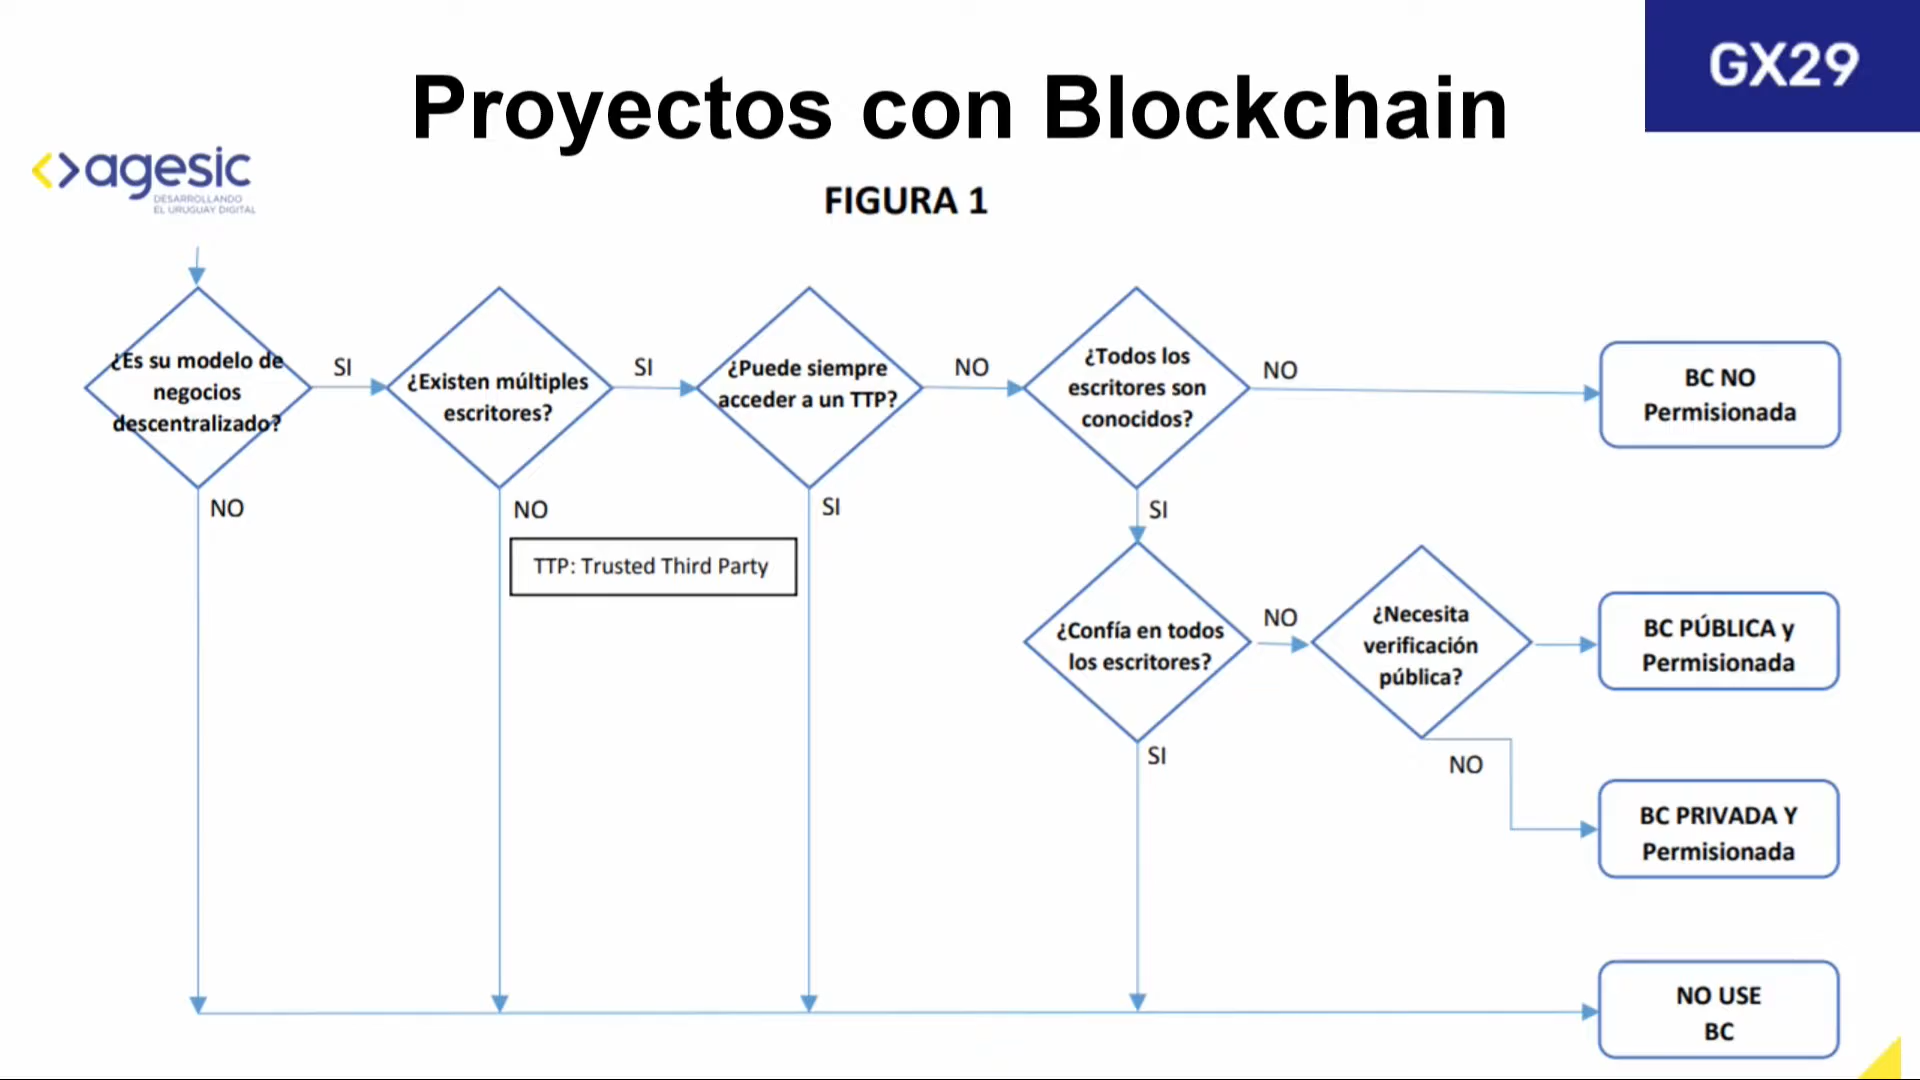 GX29
Proyectos con Blockchain
<>agesic
DESARROLLANDO
EL URUGUAY DIGITAL
FIGURA 1
¿Es su modelo de
negocios
descentralizado?
SI
NO
¿Existen múltiples
escritores?
SI
NO
TTP: Trusted Third Party
¿Puede siempre
acceder a un TTP?
NO
SI
¿Todos los
escritores son
conocidos?
NO
SI
BC NO
Permisionada
¿Confía en todos
los escritores?
NO
SI
¿Necesita
verificación
pública?
NO
BC PÚBLICA y
Permisionada
BC PRIVADA Y
Permisionada
NO USE
BC